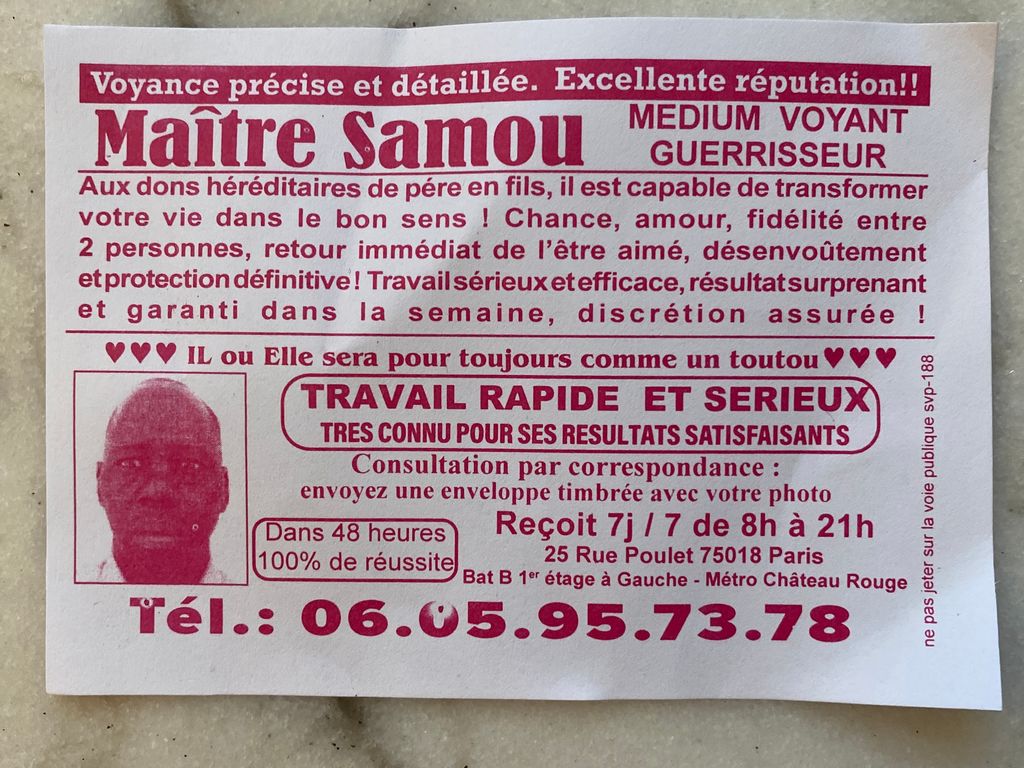 Voyance précise et détaillée. Excellente réputation!!
Maître Samou
MEDIUM VOYANT
GUERRISSEUR
Aux dons héréditaires de pére en fils, il est capable de transformer
votre vie dans le bon sens ! Chance, amour, fidélité entre
2 personnes, retour immédiat de l'être aimé, désenvoûtement
et protection définitive ! Travail sérieux et efficace, résultat surprenant
et garanti dans la semaine, discrétion assurée !
♥♥♥ IL ou Elle sera pour toujours comme un toutou ♥♥♥
TRAVAIL RAPIDE ET SERIEUX
TRES CONNU POUR SES RESULTATS SATISFAISANTS
Consultation par correspondance :
envoyez une enveloppe timbrée avec votre photo
Dans 48 heures
100% de réussite
Reçoit 7j / 7 de 8h à 21h
25 Rue Poulet 75018 Paris
Bat B 1er étage à Gauche - Métro Château Rouge
Tél.: 06.05.95.73.78
ne pas jeter sur la voie publique svp-188